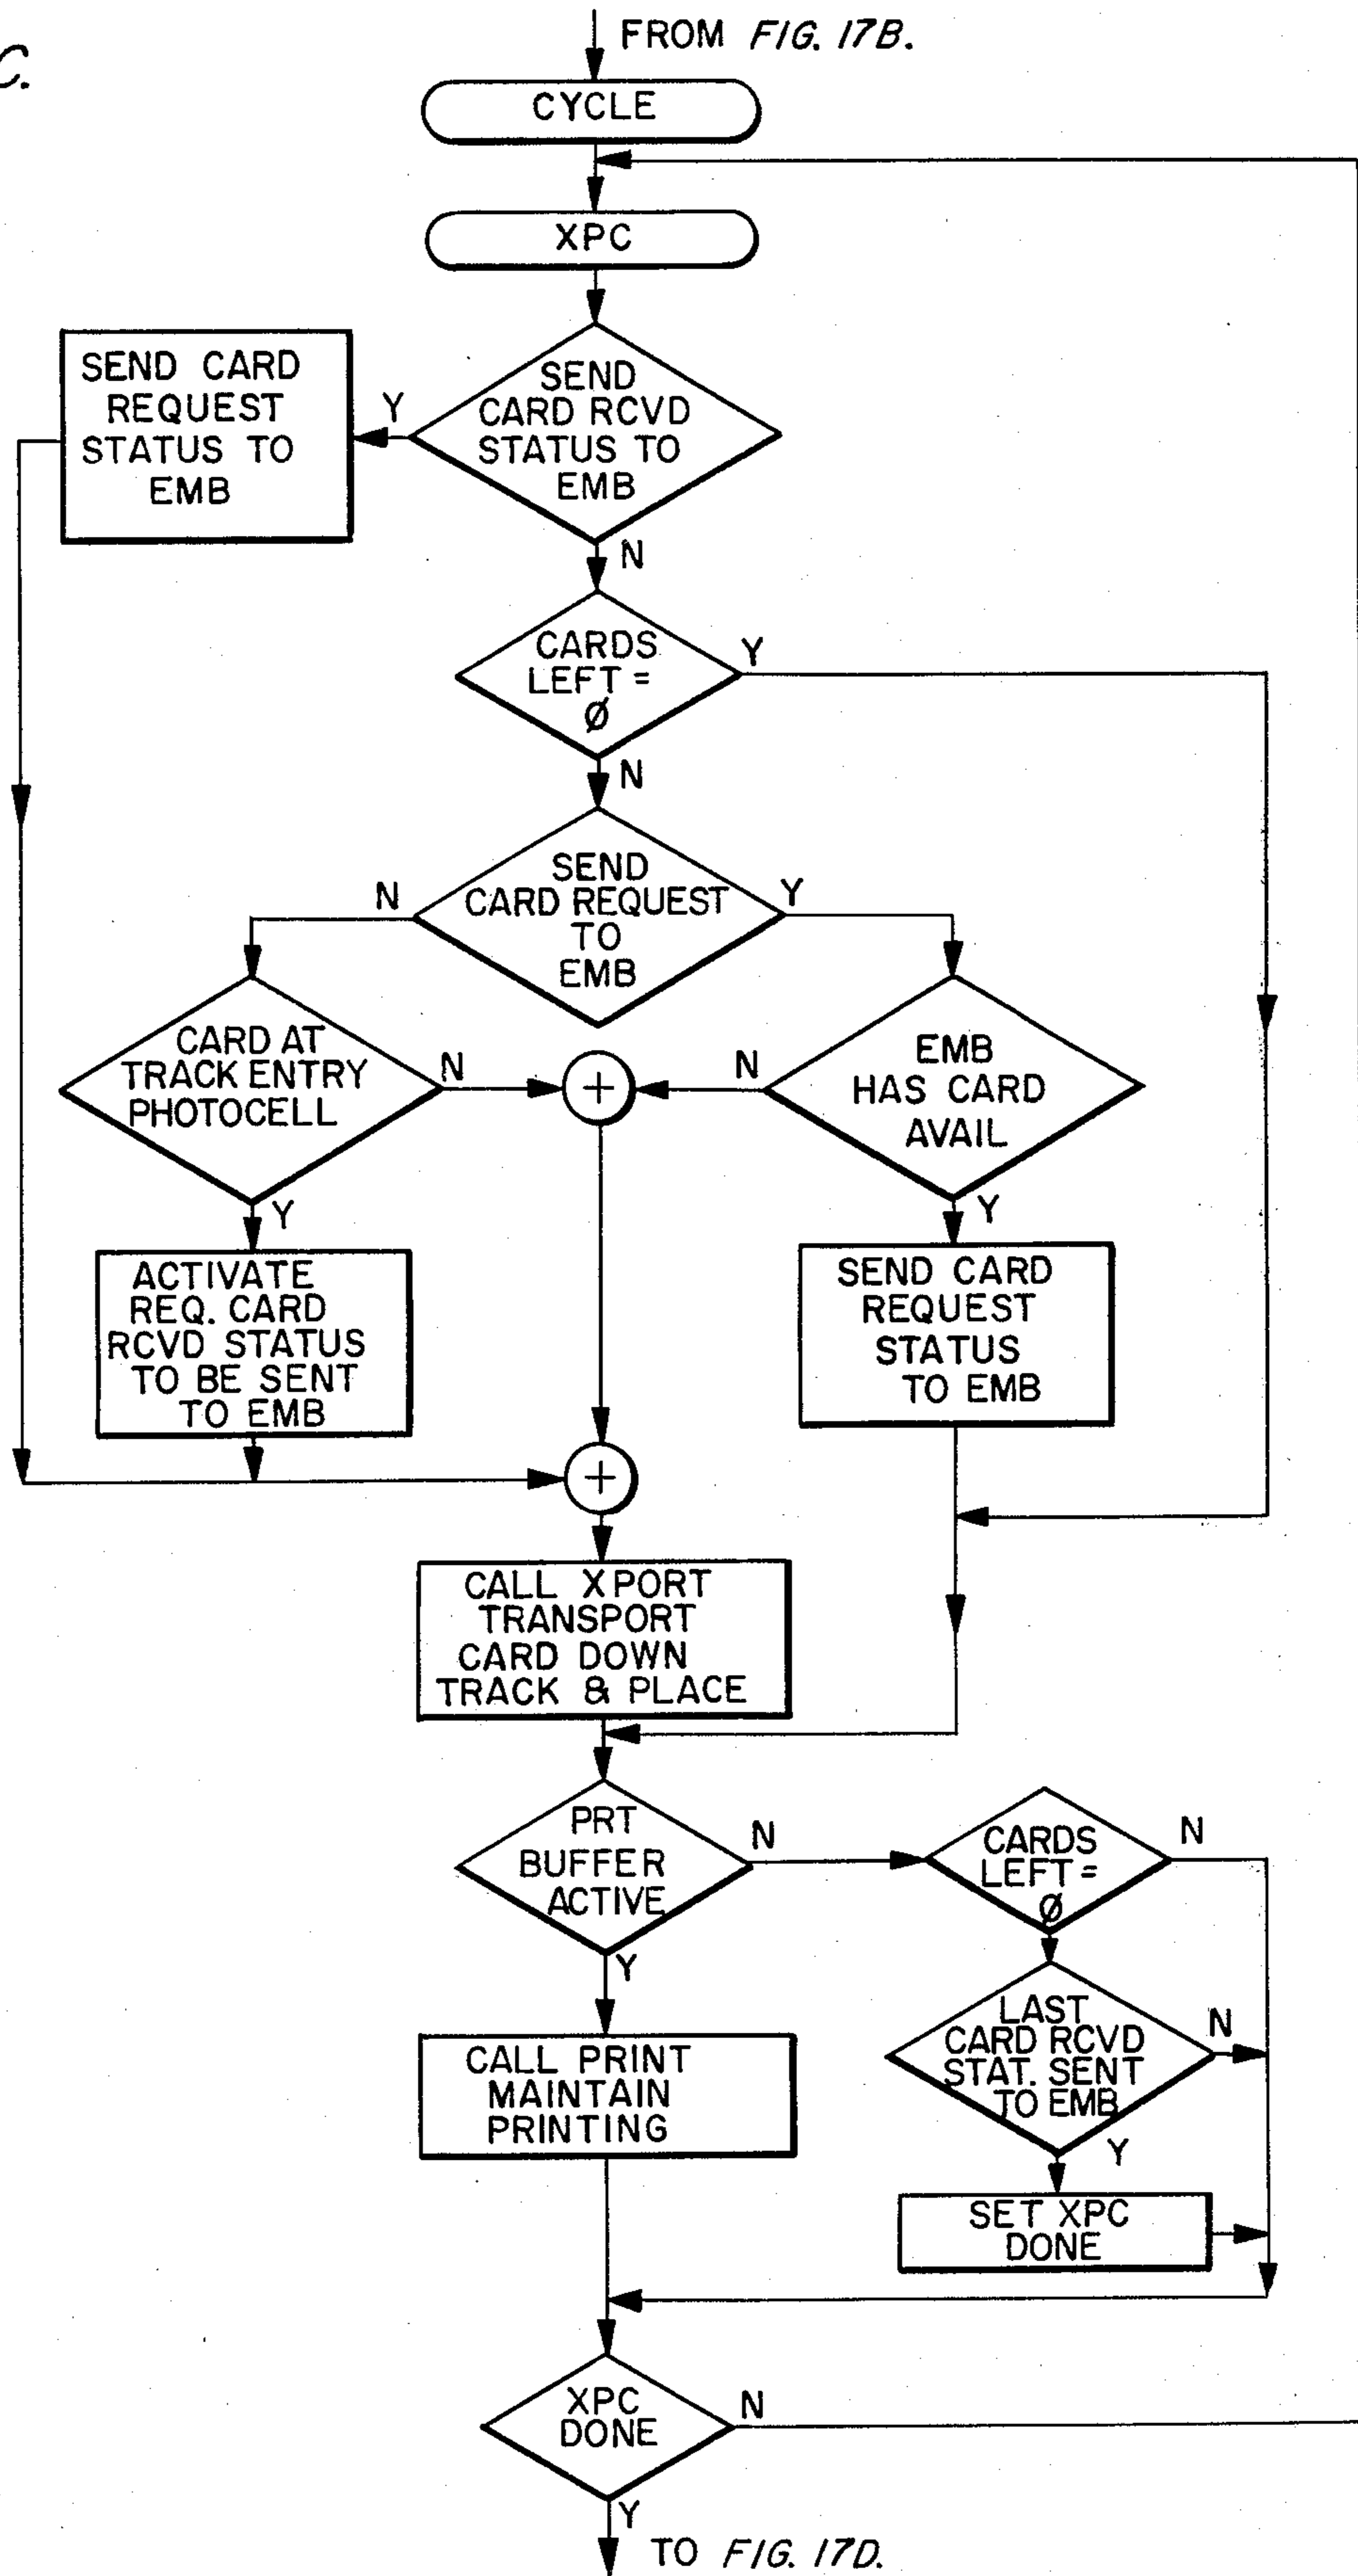 C.
FROM FIG. 17B.
CYCLE
XPC
SEND CARD
REQUEST
STATUS TO
EMB
Y
SEND
CARD RCVD
STATUS TO
EMB
N
CARDS
LEFT =
Ø
Y
N
SEND
CARD REQUEST
TO
EMB
N
Y
CARD AT
TRACK ENTRY
PHOTOCELL
N
+
N
EMB
HAS CARD
AVAIL
Y
Y
ACTIVATE
REQ. CARD
RCVD STATUS
TO BE SENT
TO EMB
SEND CARD
REQUEST
STATUS
TO EMB
+
CALL XPORT
TRANSPORT
CARD DOWN
TRACK & PLACE
PRT
BUFFER
ACTIVE
N
CARDS
LEFT =
Ø
N
Y
LAST
CARD RCVD
STAT. SENT
TO EMB
N
CALL PRINT
MAINTAIN
PRINTING
Y
SET XPC
DONE
XPC
DONE
N
Y
TO FIG. 17D.